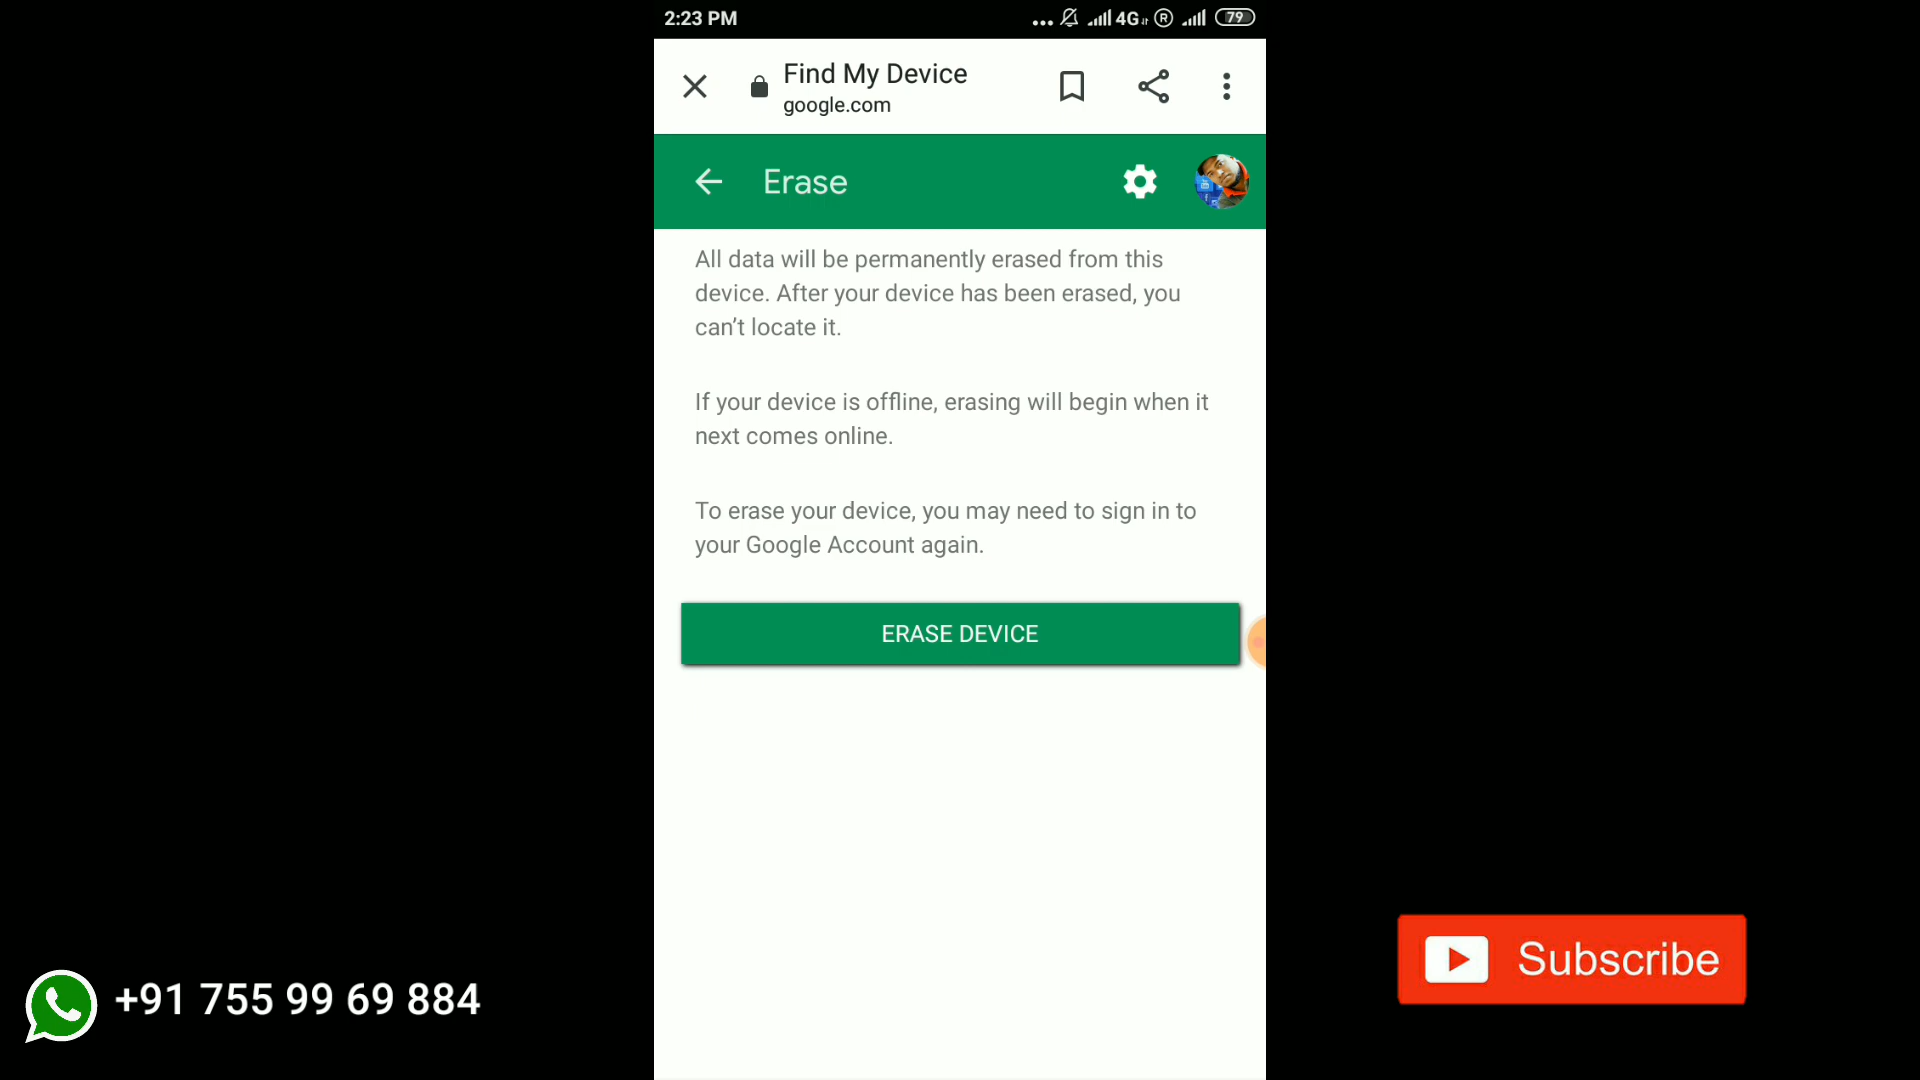 2:23 PM
4G R 79
Find My Device
google.com
Erase
All data will be permanently erased from this
device. After your device has been erased, you
can’t locate it.
If your device is offline, erasing will begin when it
next comes online.
To erase your device, you may need to sign in to
your Google Account again.
ERASE DEVICE
+91 755 99 69 884
Subscribe